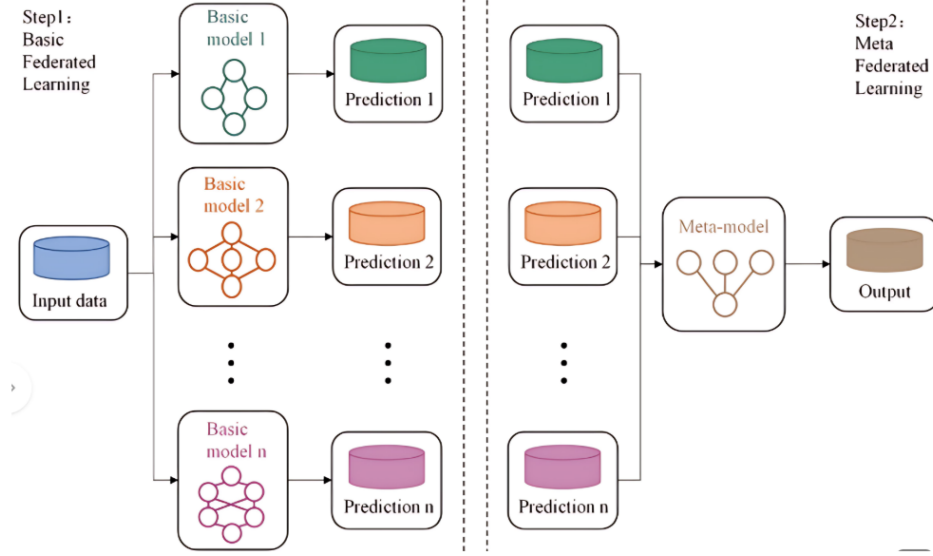 Step1:
Basic
Federated
Learning
Basic
model 1
Prediction 1
Basic
model 2
Prediction 2
Input data
Basic
model n
Prediction n
Step2:
Meta
Federated
Learning
Prediction 1
Prediction 2
Prediction n
Meta-model
Output